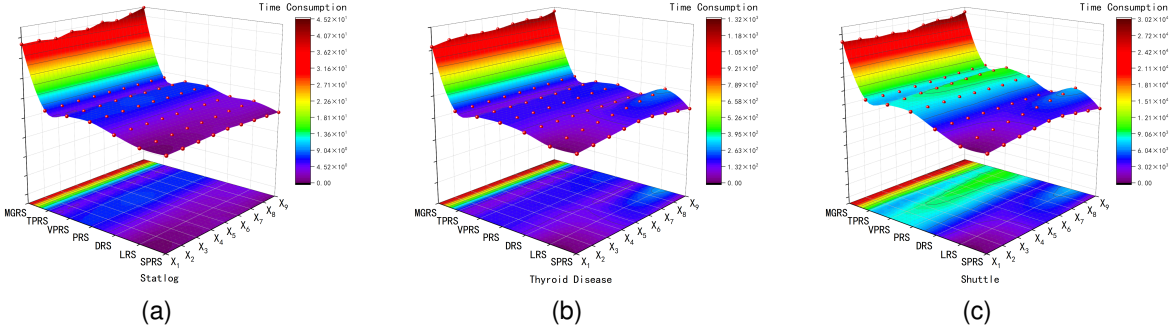 Time Consumption
4.52×10¹
4.07×10¹
3.62×10¹
3.16×10¹
2.71×10¹
2.26×10¹
1.81×10¹
1.36×10¹
9.04×10⁰
4.52×10⁰
0.00
MGRS
TPRS
VPRS
PRS
DRS
LRS
SPRS
X₁
X₂
X₃
X₄
X₅
X₆
X₇
X₈
X₉
Statlog
(a)
Time Consumption
1.32×10³
1.19×10³
1.05×10³
9.22×10²
7.91×10²
6.59×10²
5.27×10²
3.95×10²
2.63×10²
1.32×10²
0.00
MGRS
TPRS
VPRS
PRS
DRS
LRS
SPRS
X₁
X₂
X₃
X₄
X₅
X₆
X₇
X₈
X₉
Thyroid Disease
(b)
Time Consumption
3.02×10⁴
2.72×10⁴
2.42×10⁴
2.11×10⁴
1.81×10⁴
1.51×10⁴
1.21×10⁴
9.06×10³
6.04×10³
3.02×10³
0.00
MGRS
TPRS
VPRS
PRS
DRS
LRS
SPRS
X₁
X₂
X₃
X₄
X₅
X₆
X₇
X₈
X₉
Shuttle
(c)